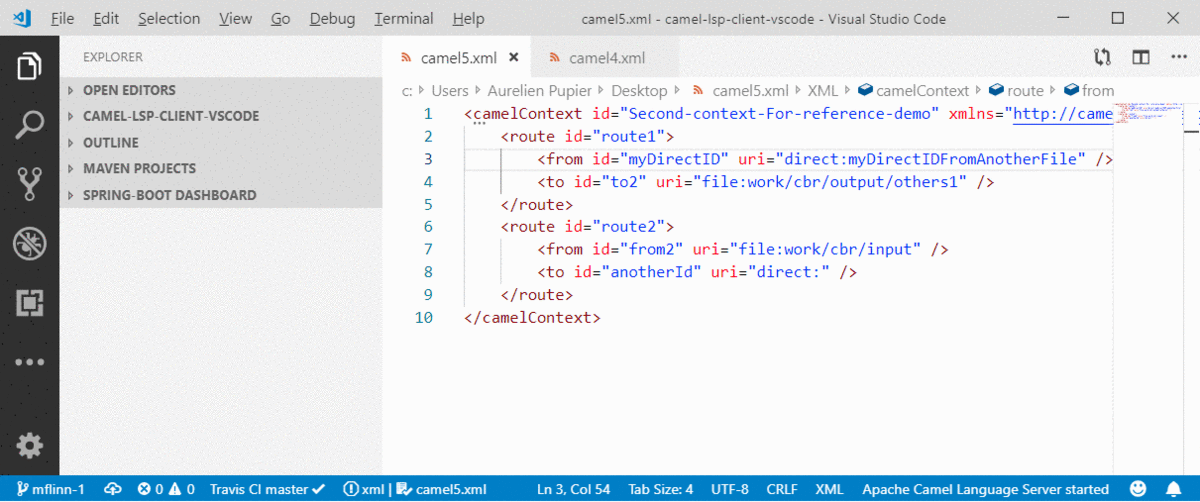 File Edit Selection View Go Debug Terminal Help camel5.xml - camel-lsp-client-vscode - Visual Studio Code
EXPLORER
OPEN EDITORS
CAMEL-LSP-CLIENT-VSCODE
OUTLINE
MAVEN PROJECTS
SPRING-BOOT DASHBOARD
camel5.xml camel4.xml
c: Users Aurelien Pupier Desktop camel5.xml XML camelContext route from
1 <camelContext id="Second-context-For-reference-demo" xmlns="http://came
2 <route id="route1">
3 <from id="myDirectID" uri="direct:myDirectIDFromAnotherFile" />
4 <to id="to2" uri="file:work/cbr/output/others1" />
5 </route>
6 <route id="route2">
7 <from id="from2" uri="file:work/cbr/input" />
8 <to id="anotherId" uri="direct:" />
9 </route>
10 </camelContext>
mflinn-1 0 0 Travis CI master xml | camel5.xml Ln 3, Col 54 Tab Size: 4 UTF-8 CRLF XML Apache Camel Language Server started